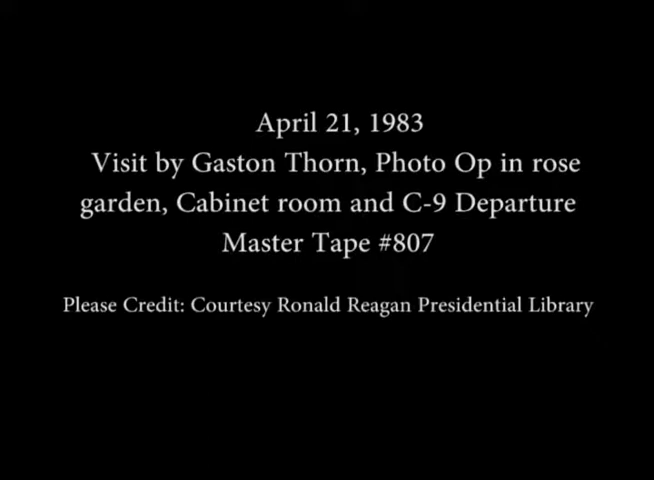 April 21, 1983
Visit by Gaston Thorn, Photo Op in rose
garden, Cabinet room and C-9 Departure
Master Tape #807
Please Credit: Courtesy Ronald Reagan Presidential Library